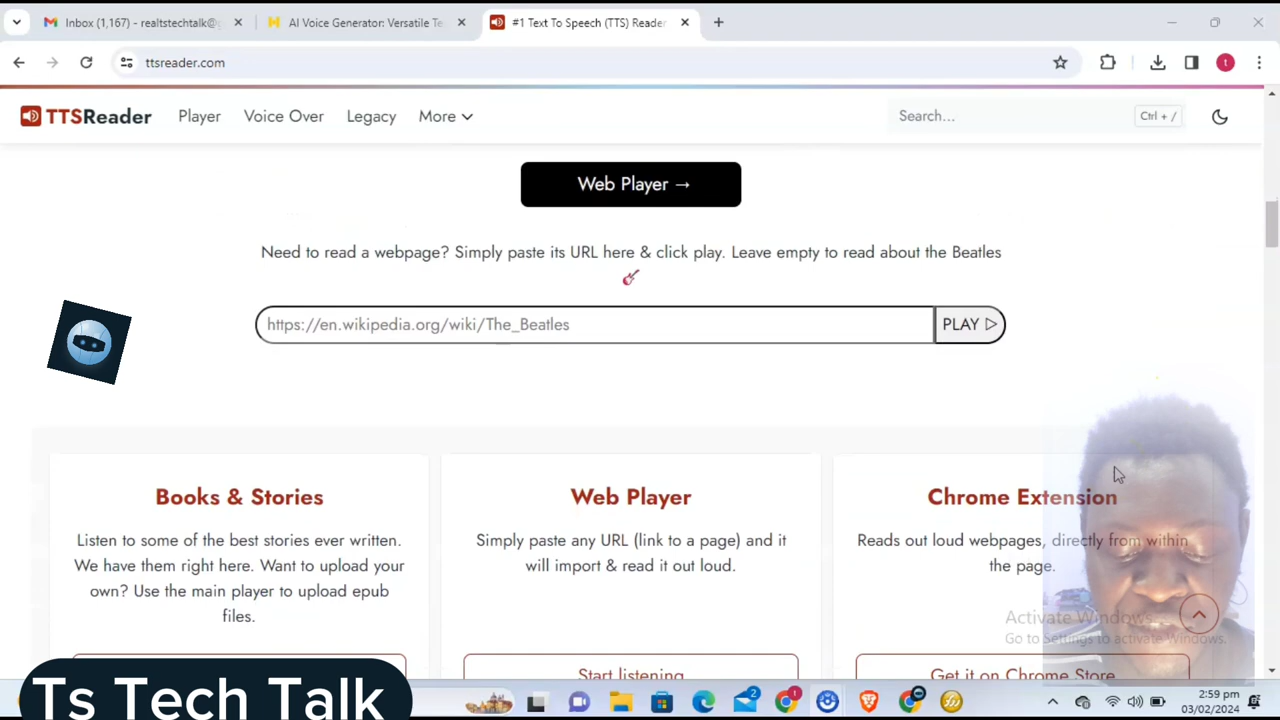 Inbox (1,167) - realtstechtalk@g
AI Voice Generator: Versatile Te
#1 Text To Speech (TTS) Reader
ttsreader.com
t
TTSReader
Player
Voice Over
Legacy
More
Search...
Ctrl + /
Web Player →
Need to read a webpage? Simply paste its URL here & click play. Leave empty to read about the Beatles
https://en.wikipedia.org/wiki/The_Beatles
PLAY ▷
Books & Stories
Listen to some of the best stories ever written.
We have them right here. Want to upload your
own? Use the main player to upload epub
files.
Web Player
Simply paste any URL (link to a page) and it
will import & read it out loud.
Start listening
Chrome Extension
Reads out loud webpages, directly from within
the page.
Get it on Chrome Store
Activate Windows
Go to Settings to activate Windows.
Ts Tech Talk
2
1
2:59 pm
03/02/2024